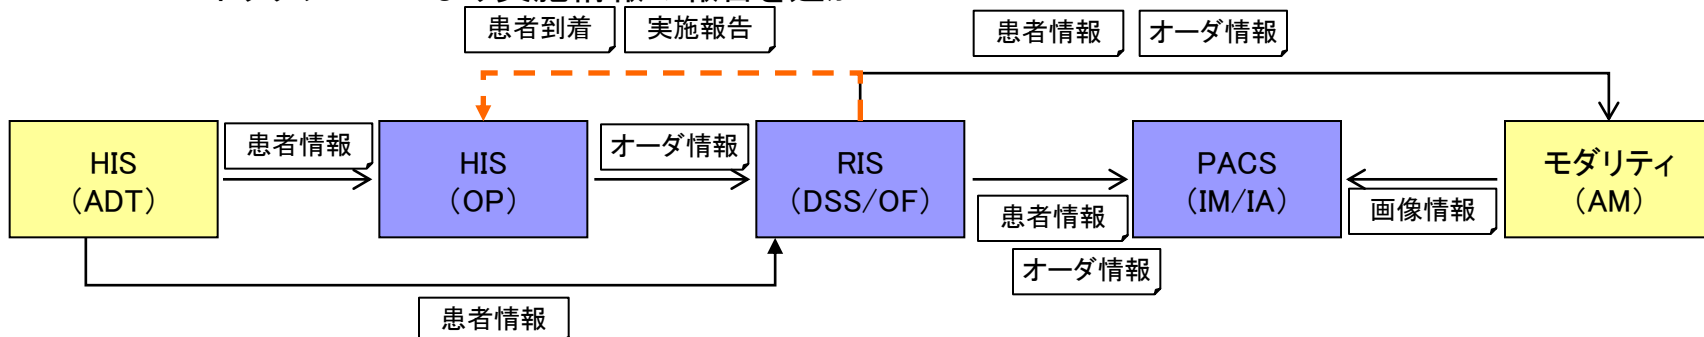 患者到着 実施報告 患者情報 オーダ情報
HIS
(ADT)
患者情報
HIS
(OP)
オーダ情報
RIS
(DSS/OF)
患者情報
オーダ情報
PACS
(IM/IA)
画像情報
モダリティ
(AM)
患者情報